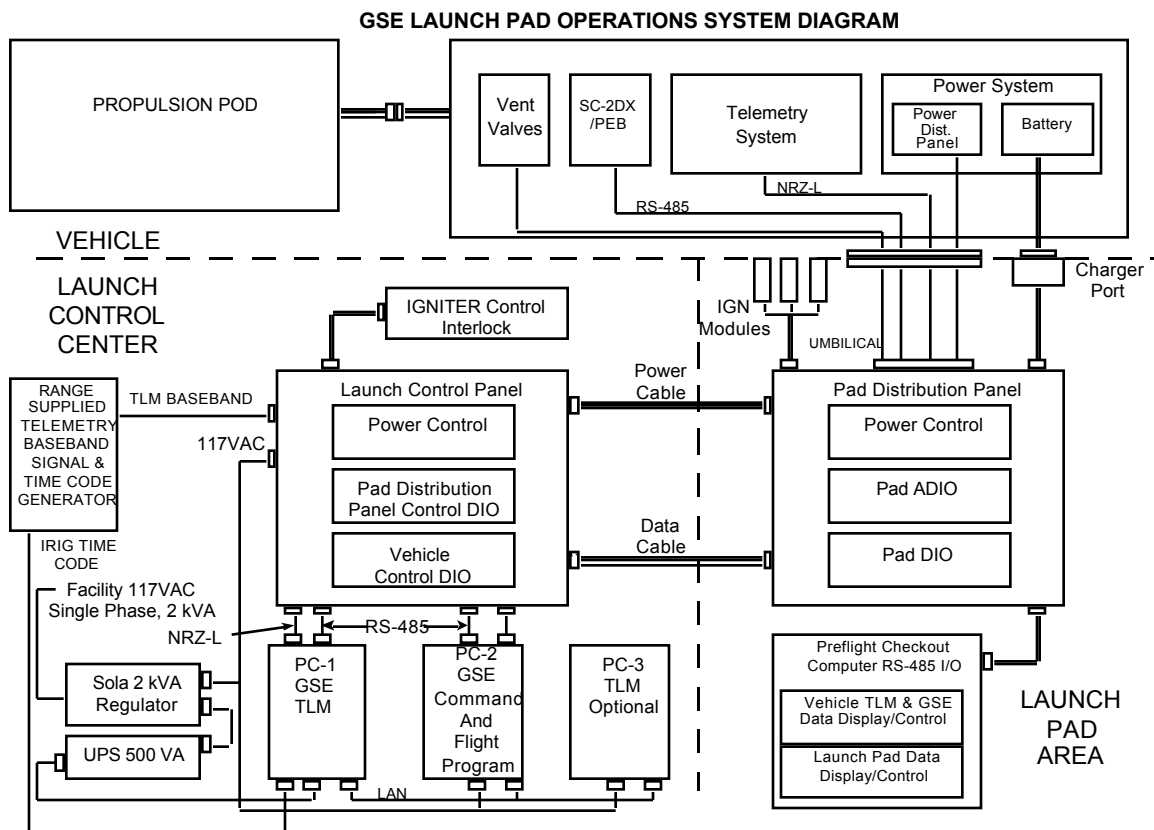 GSE LAUNCH PAD OPERATIONS SYSTEM DIAGRAM
PROPULSION POD
Vent
Valves
SC-2DX
/PEB
Telemetry
System
Power System
Power
Dist.
Panel
Battery
NRZ-L
RS-485
VEHICLE
LAUNCH
CONTROL
CENTER
IGNITER Control
Interlock
IGN
Modules
UMBILICAL
Charger
Port
RANGE
SUPPLIED
TELEMETRY
BASEBAND
SIGNAL &
TIME CODE
GENERATOR
TLM BASEBAND
117VAC
Launch Control Panel
Power Control
Pad Distribution
Panel Control DIO
Vehicle
Control DIO
Power
Cable
Data
Cable
Pad Distribution Panel
Power Control
Pad ADIO
Pad DIO
IRIG TIME
CODE
Facility 117VAC
Single Phase, 2 kVA
NRZ-L
RS-485
Sola 2 kVA
Regulator
UPS 500 VA
PC-1
GSE
TLM
PC-2
GSE
Command
And
Flight
Program
PC-3
TLM
Optional
LAN
Preflight Checkout
Computer RS-485 I/O
Vehicle TLM & GSE
Data Display/Control
Launch Pad Data
Display/Control
LAUNCH
PAD
AREA